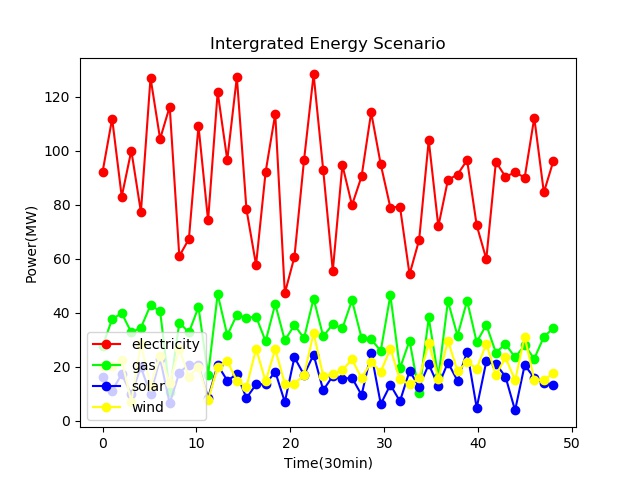 Intergrated Energy Scenario
Power(MW)
120
100
80
60
40
20
0
electricity
gas
solar
wind
0 10 20 30 40 50
Time(30min)